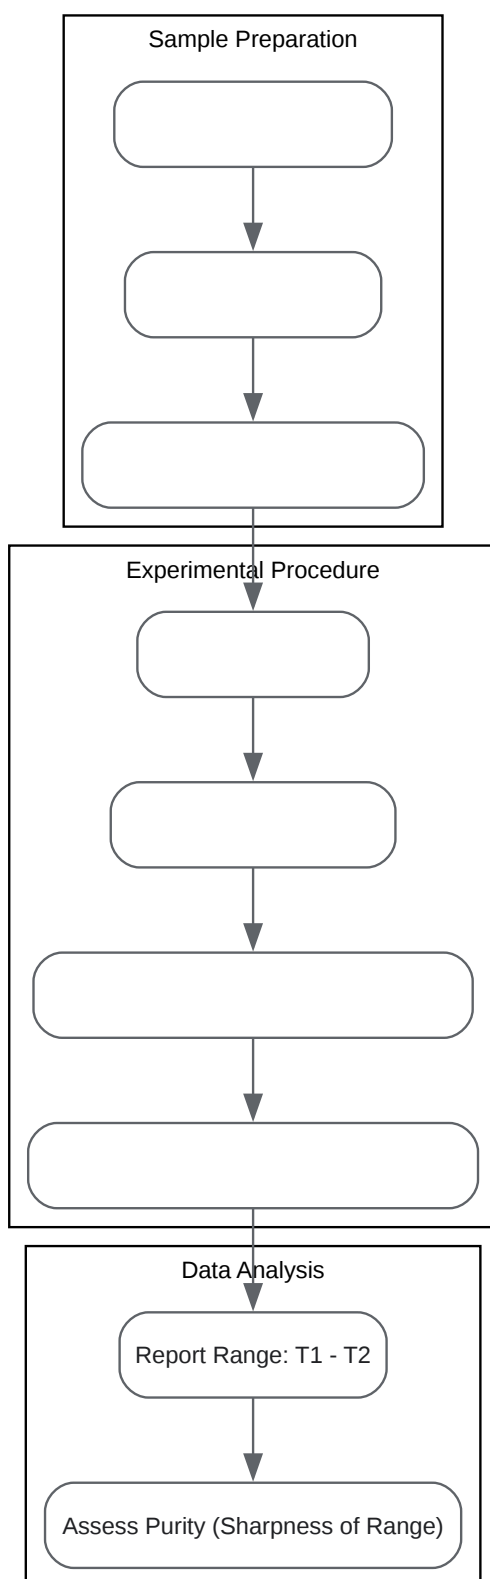 Sample Preparation
Experimental Procedure
Data Analysis
Report Range: T1 - T2
Assess Purity (Sharpness of Range)